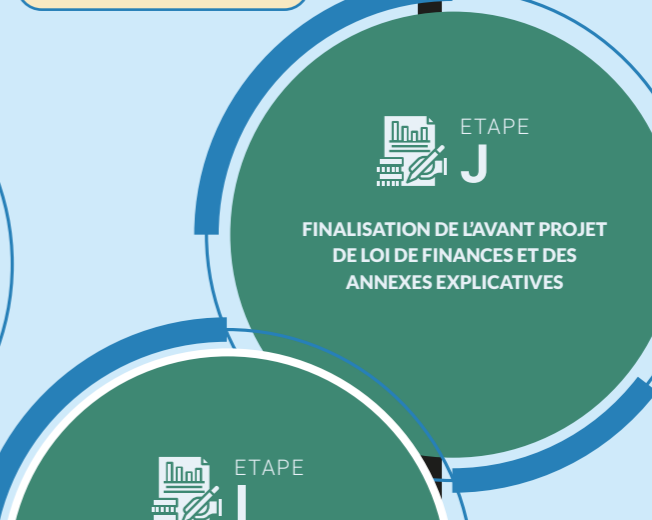 ETAPE
J
FINALISATION DE L'AVANT PROJET
DE LOI DE FINANCES ET DES
ANNEXES EXPLICATIVES
ETAPE